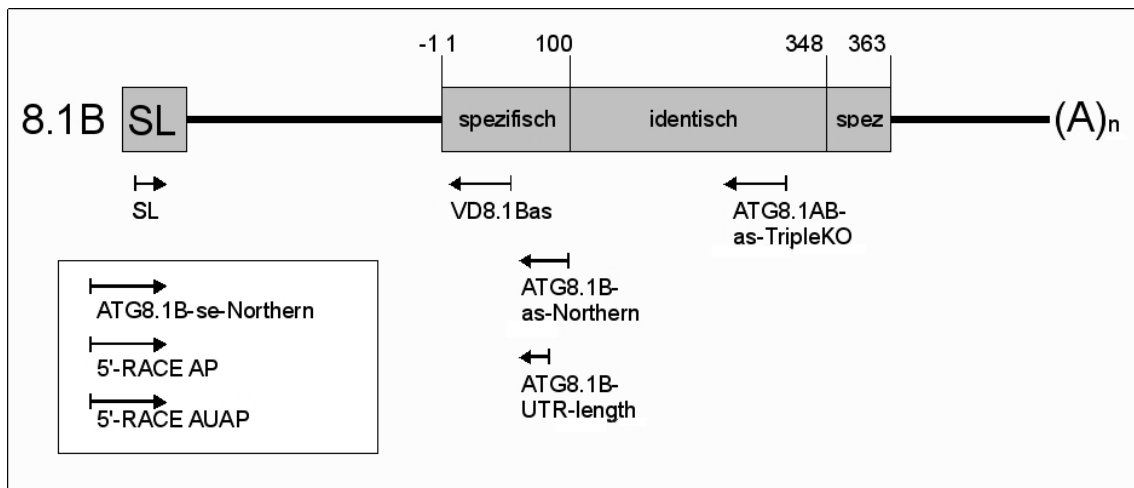 -1 1 100 348 363
8.1B SL spezifisch identisch spez (A)n
SL VD8.1Bas ATG8.1AB-
as-TripleKO
ATG8.1B-
as-Northern
ATG8.1B-
UTR-length
ATG8.1B-se-Northern
5'-RACE AP
5'-RACE AUAP